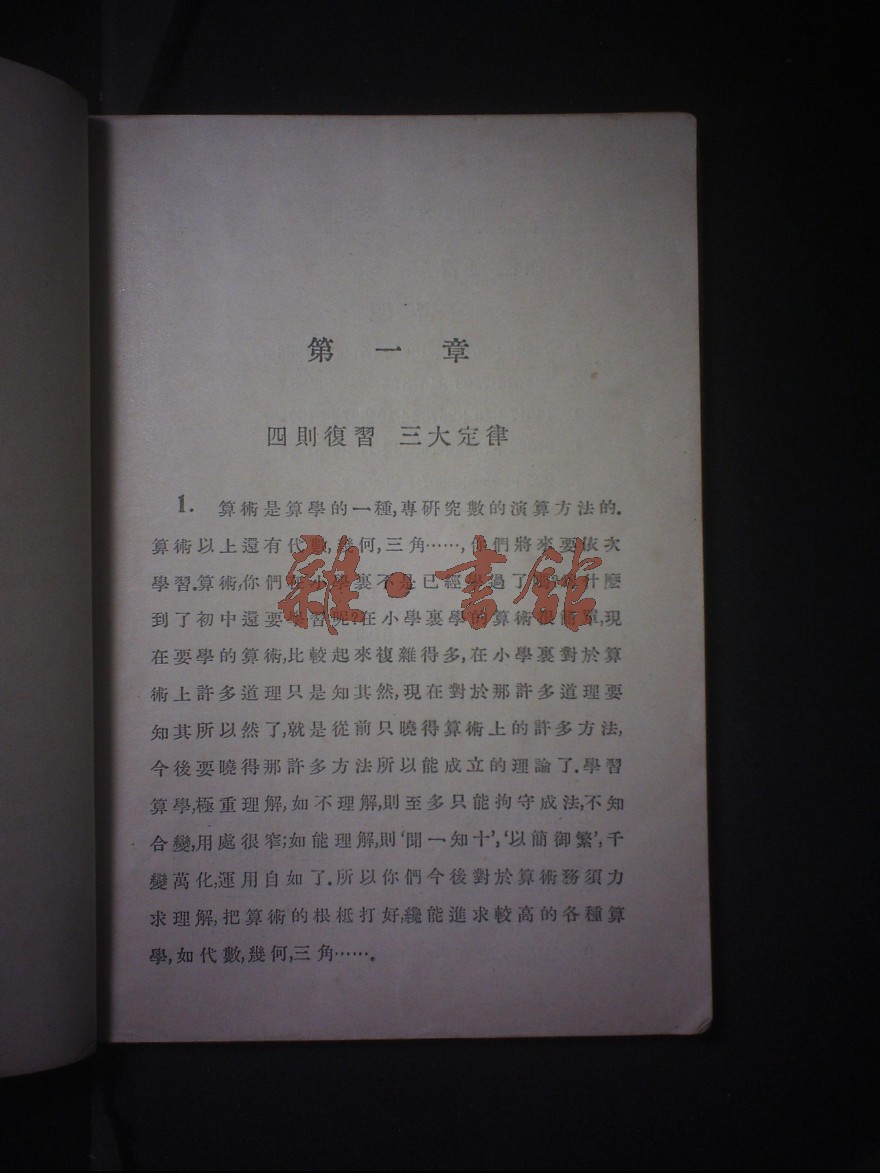 第一章
四則復習 三大定律
1. 算術是算學的一種,專研究數的演算方法的.
算術以上還有代數,幾何,三角……,你們將來要依次
學習.算術,你們在小學裏不是已經學過了嗎?爲什麼
到了初中還要學習呢?在小學裏學的算術很簡單,現
在要學的算術,比較起來複雜得多,在小學裏對於算
術上許多道理只是知其然,現在對於那許多道理要
知其所以然了,就是從前只曉得算術上的許多方法,
今後要曉得那許多方法所以能成立的理論了.學習
算學,極重理解,如不理解,則至多只能拘守成法,不知
合變,用處很窄;如能理解,則‘聞一知十’,‘以簡御繁’,千
變萬化,運用自如了.所以你們今後對於算術務須力
求理解,把算術的根柢打好,纔能進求較高的各種算
學,如代數,幾何,三角…….
雜·書館